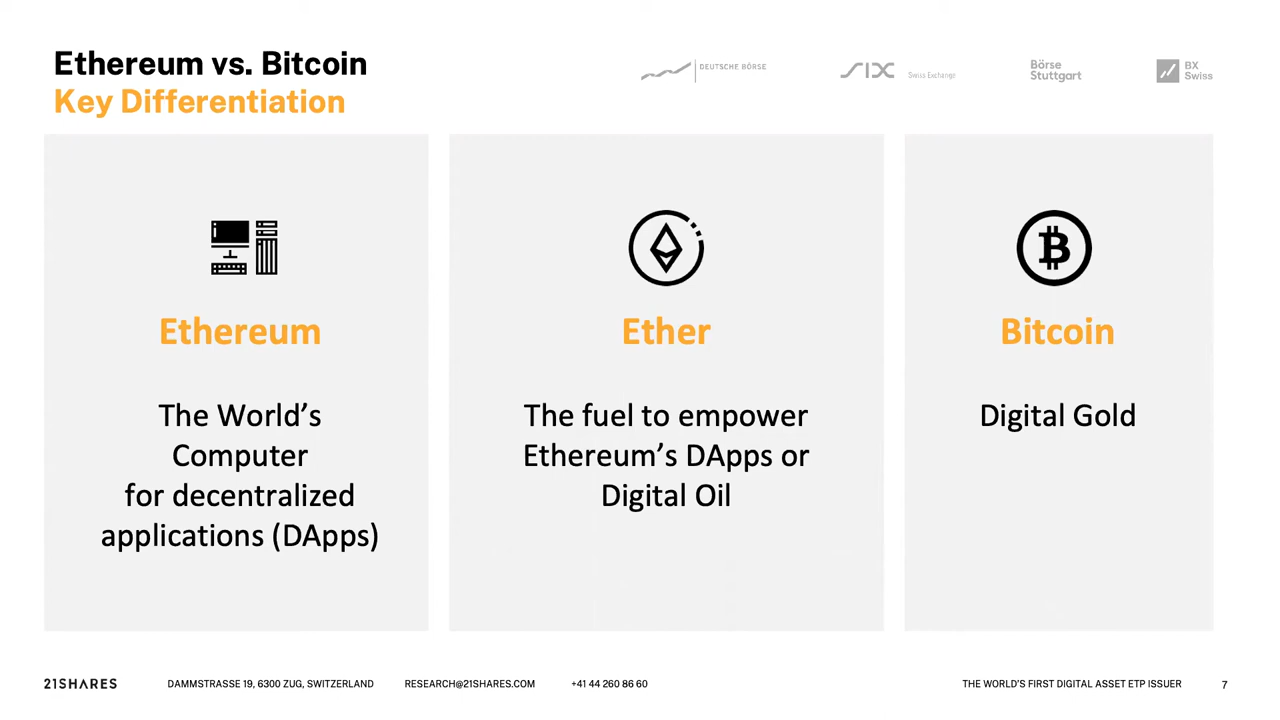 Ethereum vs. Bitcoin
Key Differentiation
DEUTSCHE BÖRSE
SIX
Swiss Exchange
Börse
Stuttgart
BX
Swiss
Ethereum
The World’s
Computer
for decentralized
applications (DApps)
Ether
The fuel to empower
Ethereum’s DApps or
Digital Oil
Bitcoin
Digital Gold
21SHARES
DAMMSTRASSE 19, 6300 ZUG, SWITZERLAND
RESEARCH@21SHARES.COM
+41 44 260 86 60
THE WORLD’S FIRST DIGITAL ASSET ETP ISSUER
7